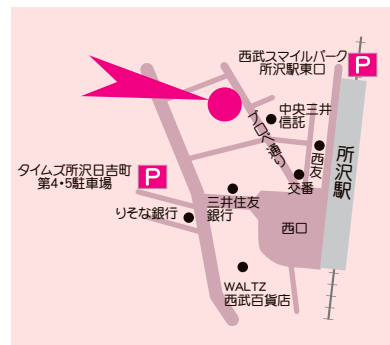 西武スマイルパーク
所沢駅東口
P
中央三井
信託
プロペ通り
西友
所沢駅
タイムズ所沢日吉町
第4・5駐車場
P
交番
三井住友
銀行
りそな銀行
西口
WALTZ
西武百貨店